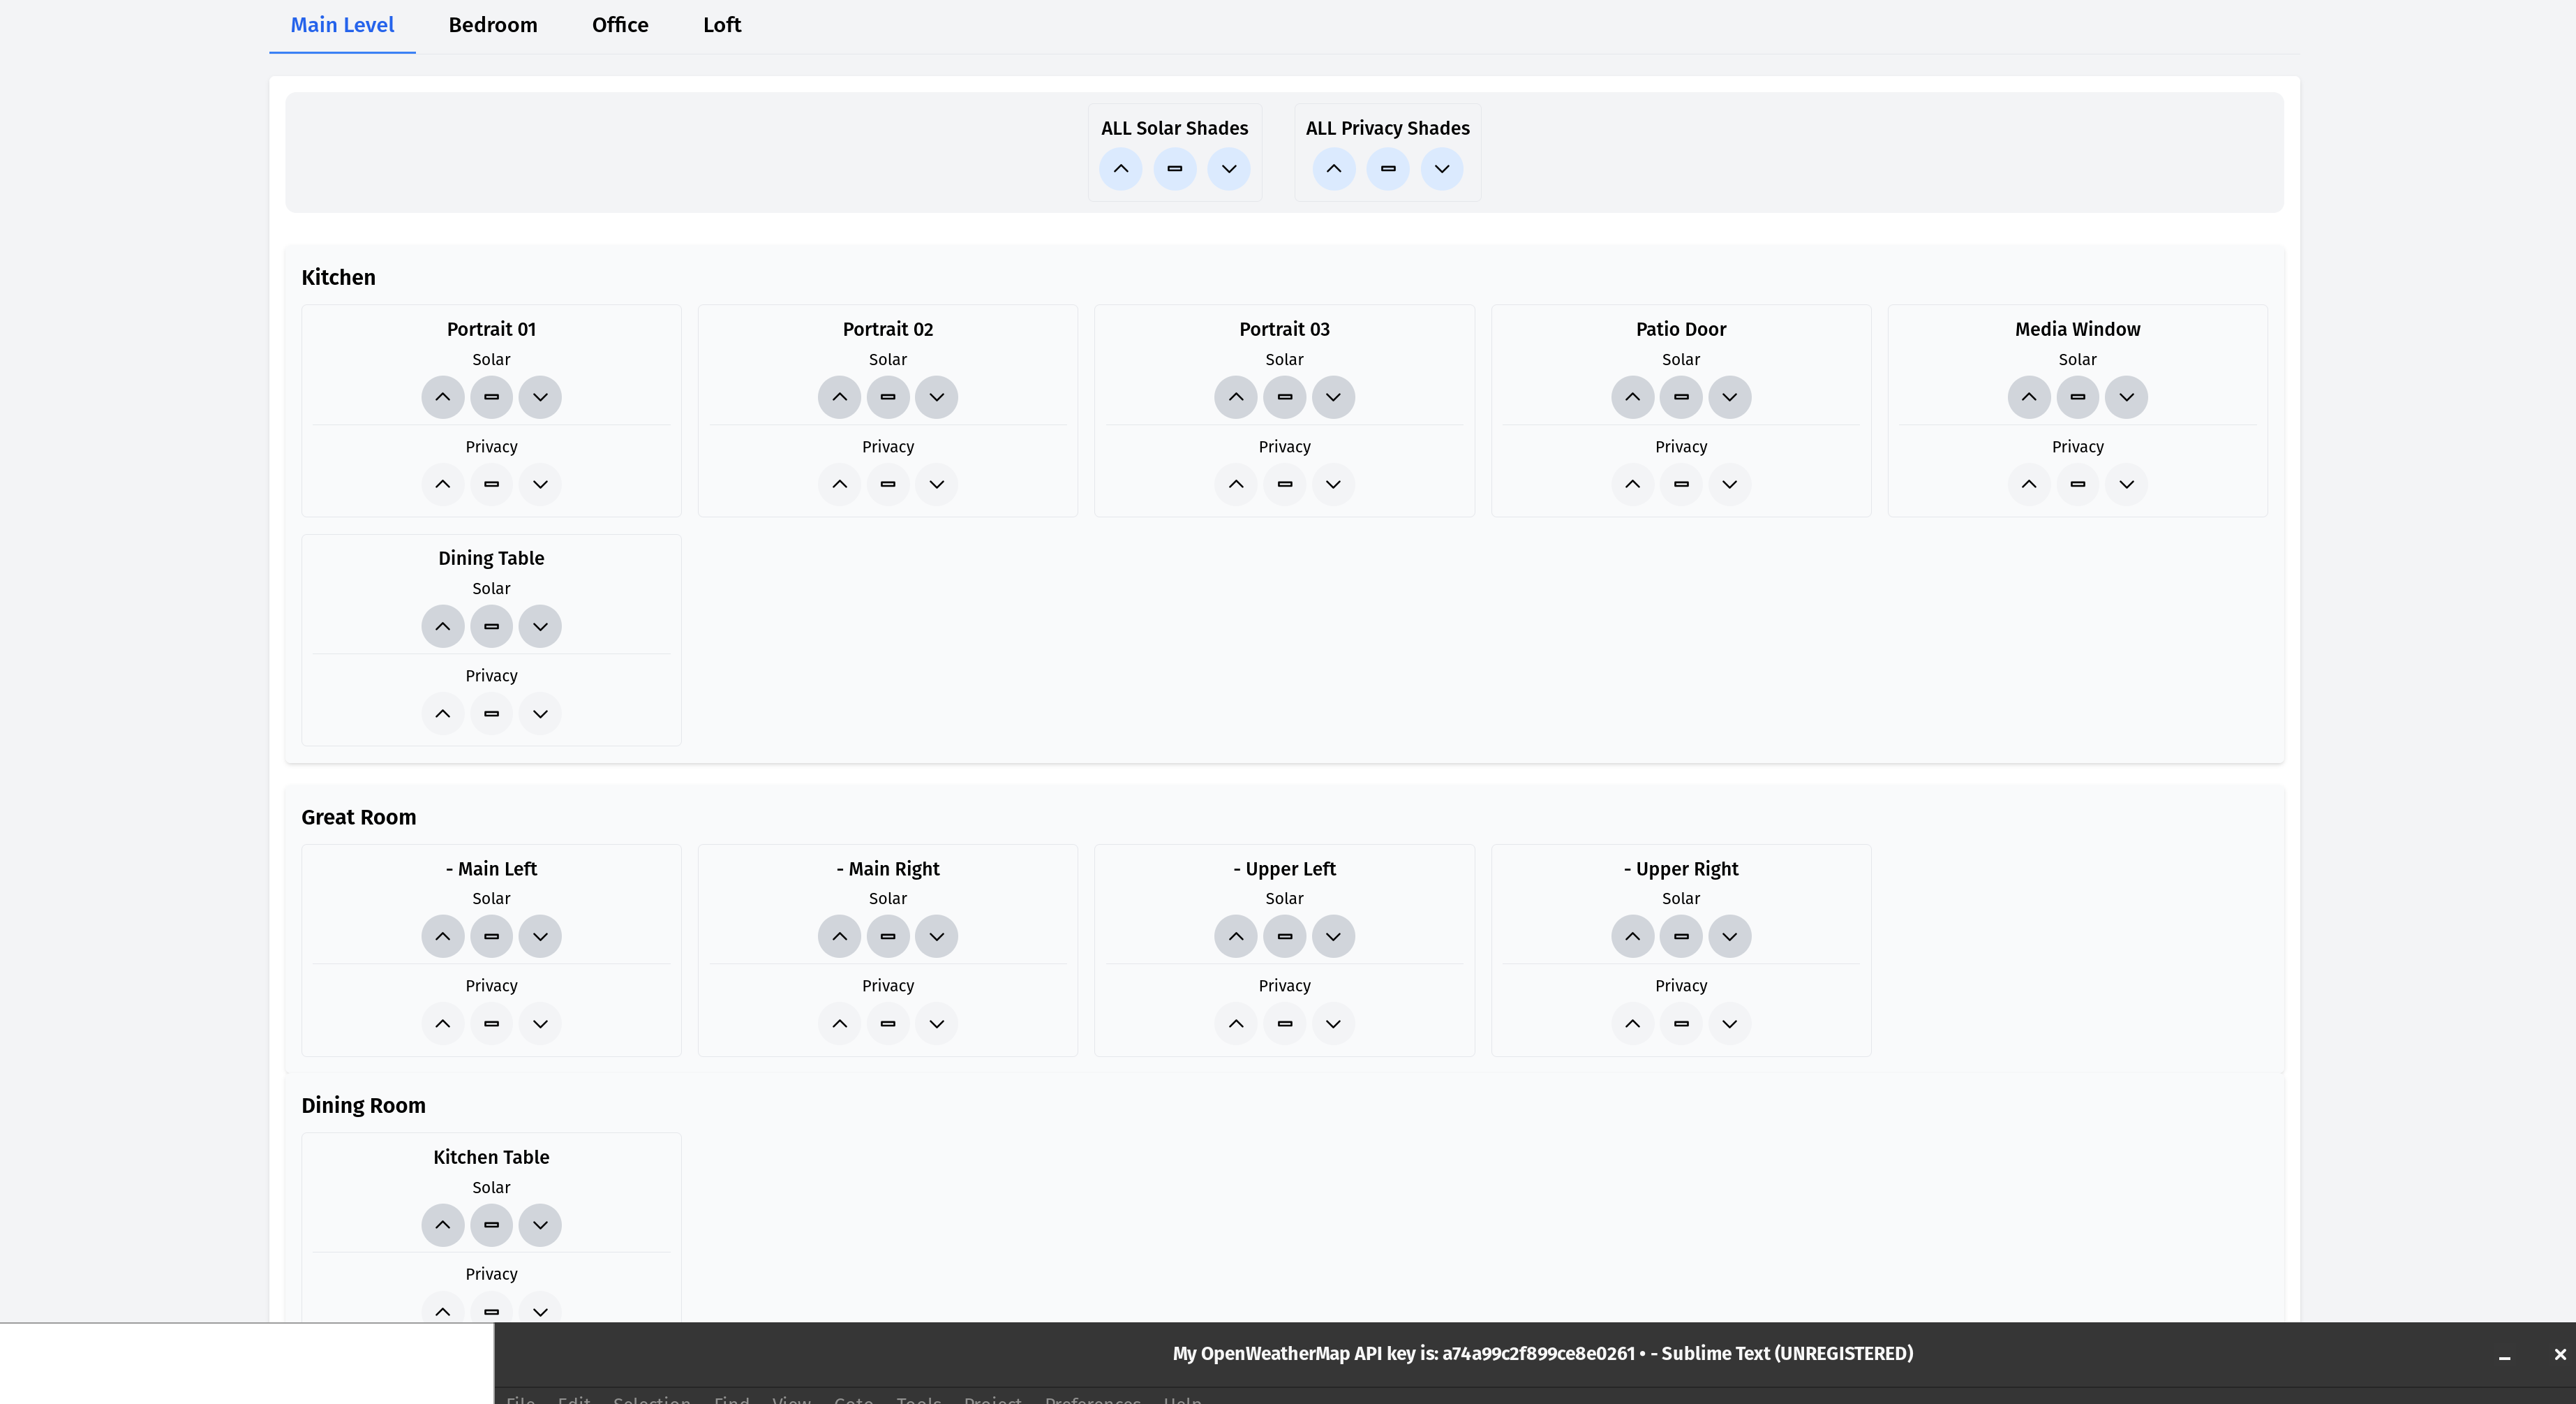 Main Level Bedroom Office Loft
ALL Solar Shades ALL Privacy Shades
Kitchen
Portrait 01 Portrait 02 Portrait 03 Patio Door Media Window
Solar Solar Solar Solar Solar
Privacy Privacy Privacy Privacy Privacy
Dining Table
Solar
Privacy
Great Room
- Main Left - Main Right - Upper Left - Upper Right
Solar Solar Solar Solar
Privacy Privacy Privacy Privacy
Dining Room
Kitchen Table
Solar
Privacy
My OpenWeatherMap API key is: a74a99c2f899ce8e0261 • - Sublime Text (UNREGISTERED)
File Edit Selection Find View Goto Tools Project Preferences Help